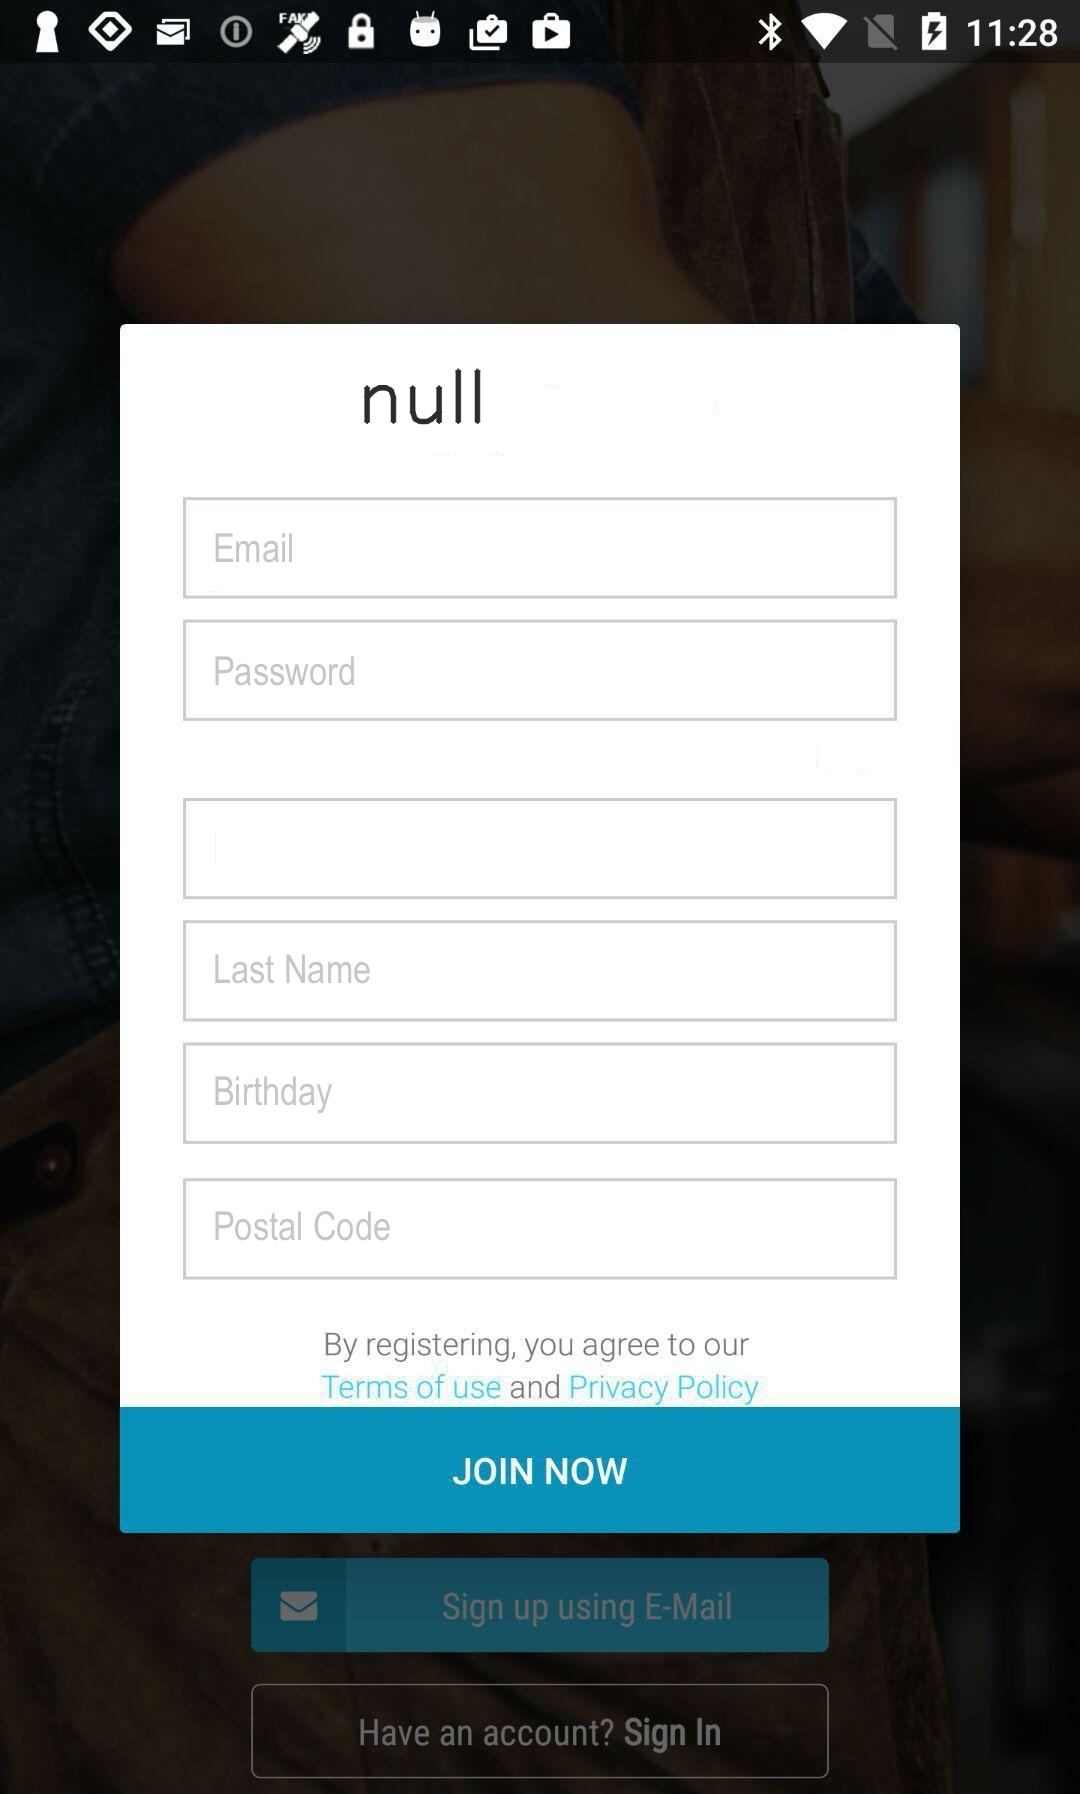 FAKE
11:28
null
Email
Password
Last Name
Birthday
Postal Code
By registering, you agree to our
Terms of use and Privacy Policy
JOIN NOW
Sign up using E-Mail
Have an account? Sign In